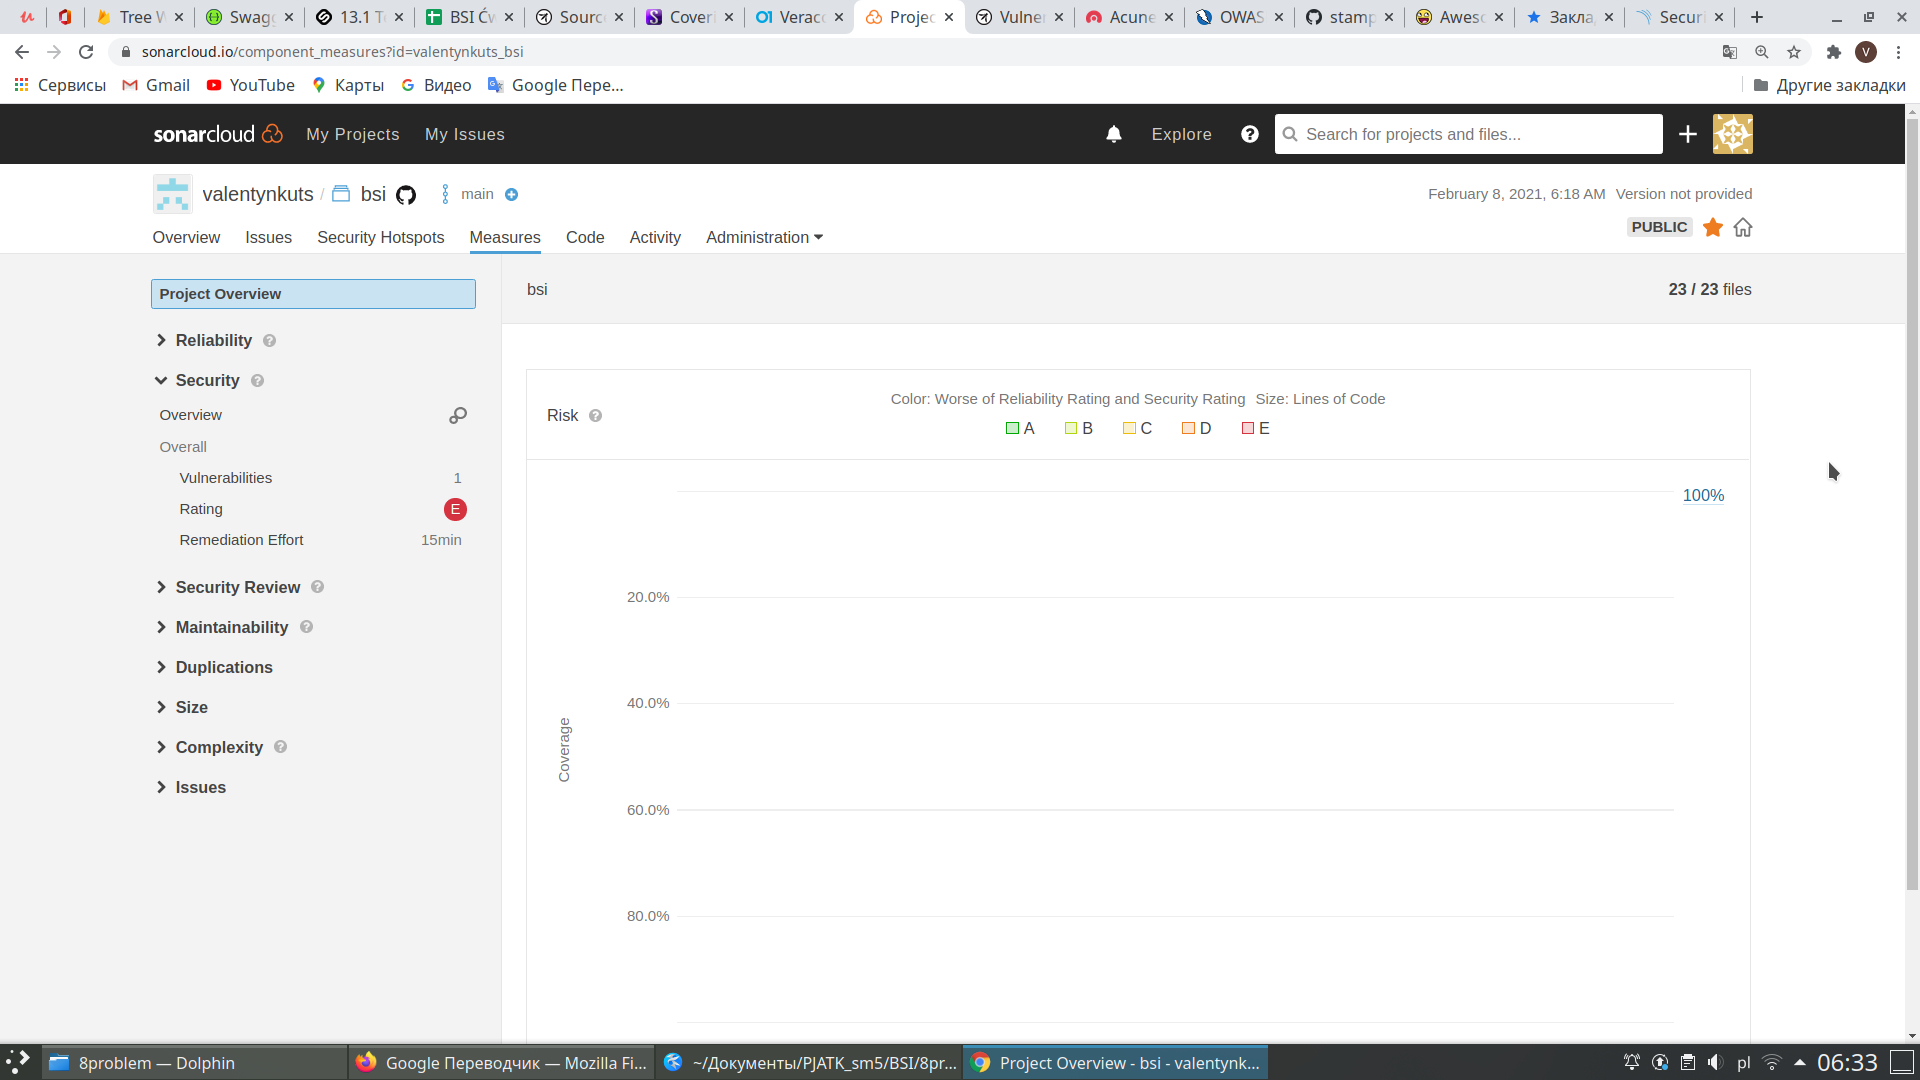 Tree W
Swagg
13.1 Te
BSI Ćw
Sourc
Cover
Verac
Projec
Vulner
Acune
OWAS
stamp
Aweso
Закла
Securi
sonarcloud.io/component_measures?id=valentynkuts_bsi
Сервисы Gmail YouTube Карты Видео Google Пере... Другие закладки
sonarcloud My Projects My Issues Explore Search for projects and files...
valentynkuts / bsi main February 8, 2021, 6:18 AM Version not provided
PUBLIC
Overview Issues Security Hotspots Measures Code Activity Administration
Project Overview
bsi 23 / 23 files
Reliability
Security
Overview
Overall
Vulnerabilities 1
Rating E
Remediation Effort 15min
Security Review
Maintainability
Duplications
Size
Complexity
Issues
Risk
Color: Worse of Reliability Rating and Security Rating Size: Lines of Code
A B C D E
100%
20.0%
40.0%
60.0%
80.0%
Coverage
8problem — Dolphin
Google Переводчик — Mozilla Fi...
~/Документы/PJATK_sm5/BSI/8pr...
Project Overview - bsi - valentynk...
pl
06:33